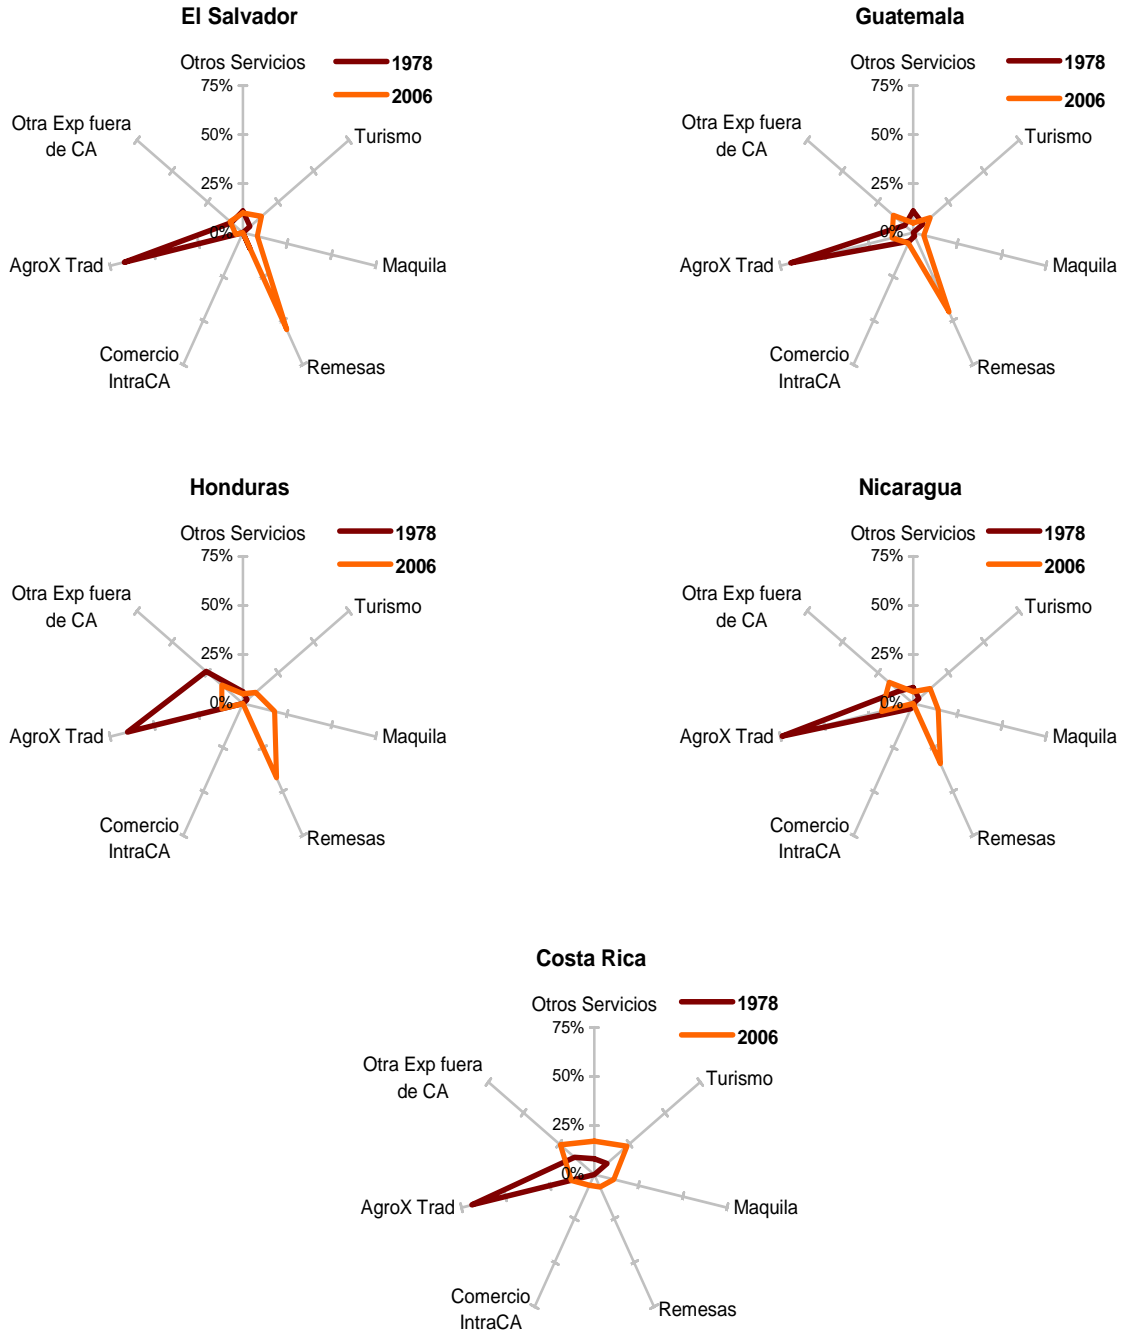 El Salvador
Otros Servicios
1978
2006
75%
50%
25%
0%
Otra Exp fuera
de CA
Turismo
AgroX Trad
Maquila
Comercio
IntraCA
Remesas
Guatemala
Otros Servicios
1978
2006
75%
50%
25%
0%
Otra Exp fuera
de CA
Turismo
AgroX Trad
Maquila
Comercio
IntraCA
Remesas
Honduras
Otros Servicios
1978
2006
75%
50%
25%
0%
Otra Exp fuera
de CA
Turismo
AgroX Trad
Maquila
Comercio
IntraCA
Remesas
Nicaragua
Otros Servicios
1978
2006
75%
50%
25%
0%
Otra Exp fuera
de CA
Turismo
AgroX Trad
Maquila
Comercio
IntraCA
Remesas
Costa Rica
Otros Servicios
1978
2006
75%
50%
25%
0%
Otra Exp fuera
de CA
Turismo
AgroX Trad
Maquila
Comercio
IntraCA
Remesas